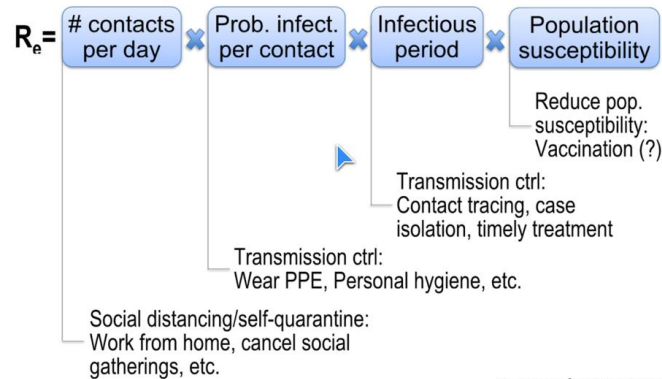 Re= # contacts per day × Prob. infect. per contact × Infectious period × Population susceptibility
Reduce pop.
susceptibility:
Vaccination (?)
Transmission ctrl:
Contact tracing, case
isolation, timely treatment
Transmission ctrl:
Wear PPE, Personal hygiene, etc.
Social distancing/self-quarantine:
Work from home, cancel social
gatherings, etc.